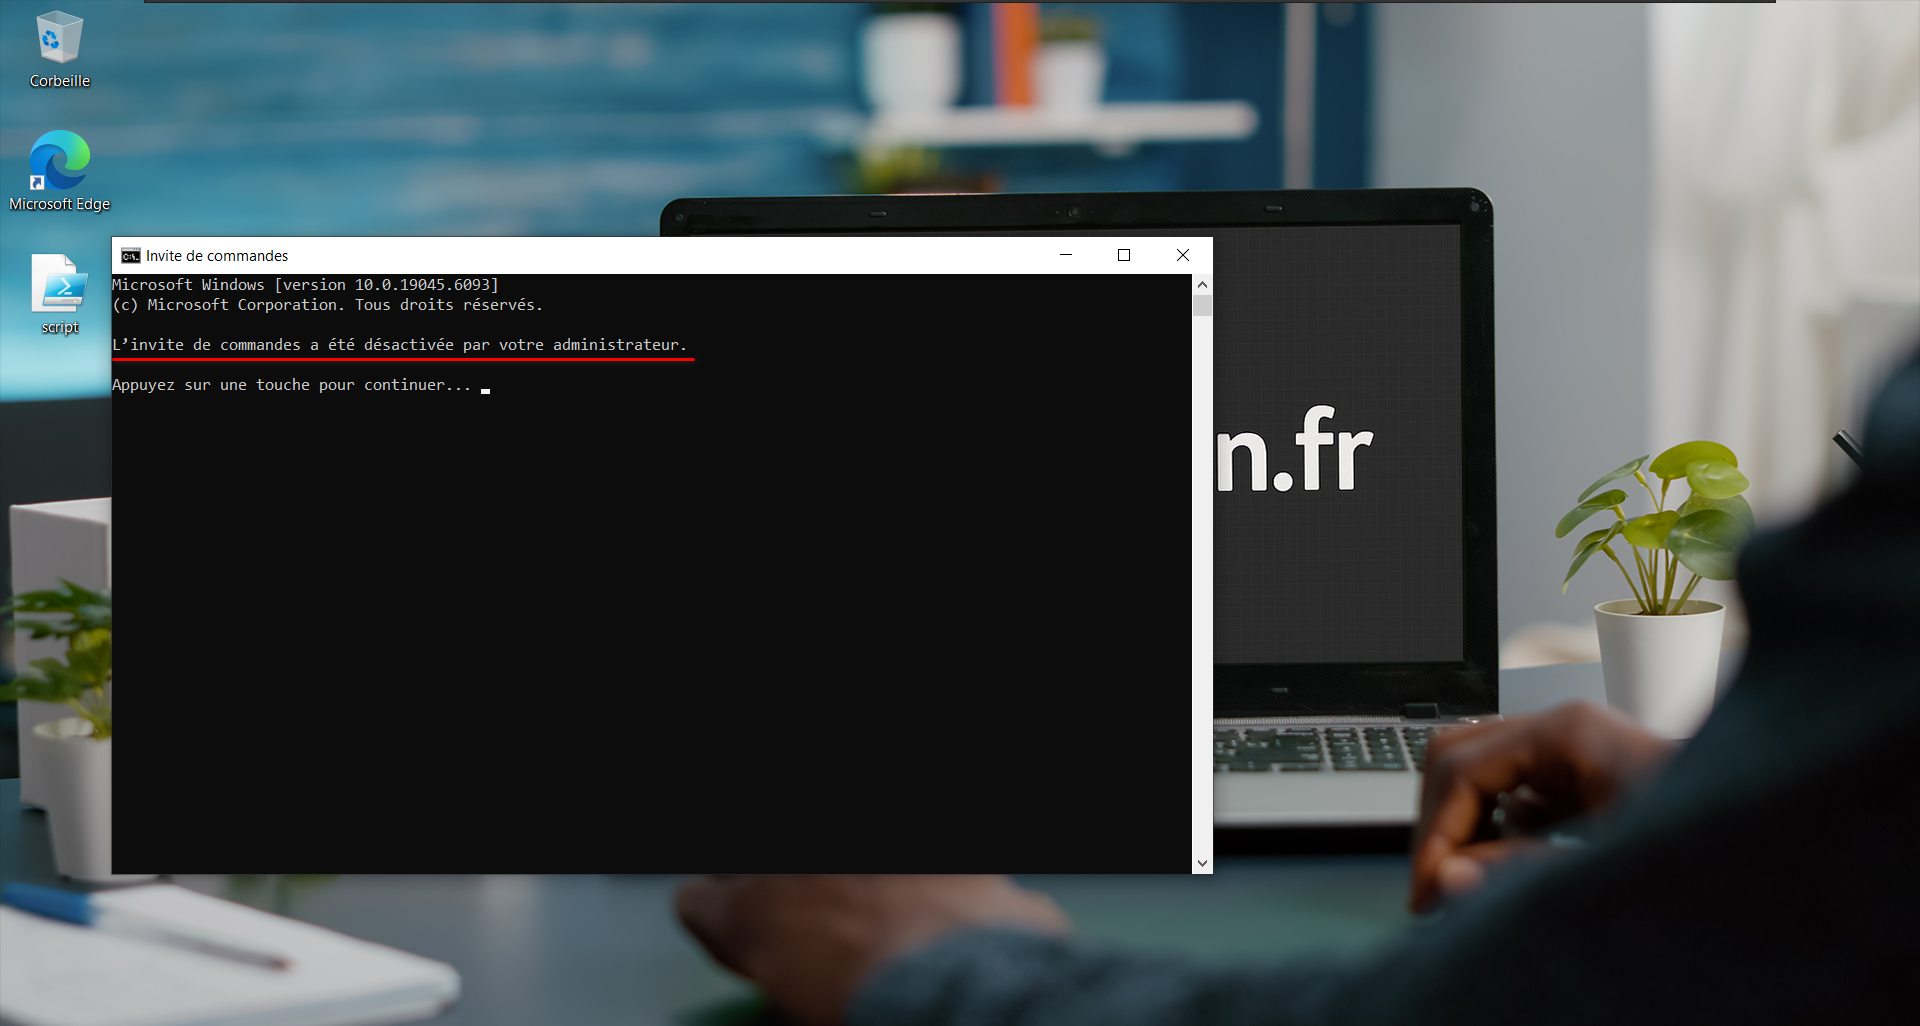 Corbeille
Microsoft Edge
script
Invite de commandes
Microsoft Windows [version 10.0.19045.6093]
(c) Microsoft Corporation. Tous droits réservés.
L’invite de commandes a été désactivée par votre administrateur.
Appuyez sur une touche pour continuer...
n.fr